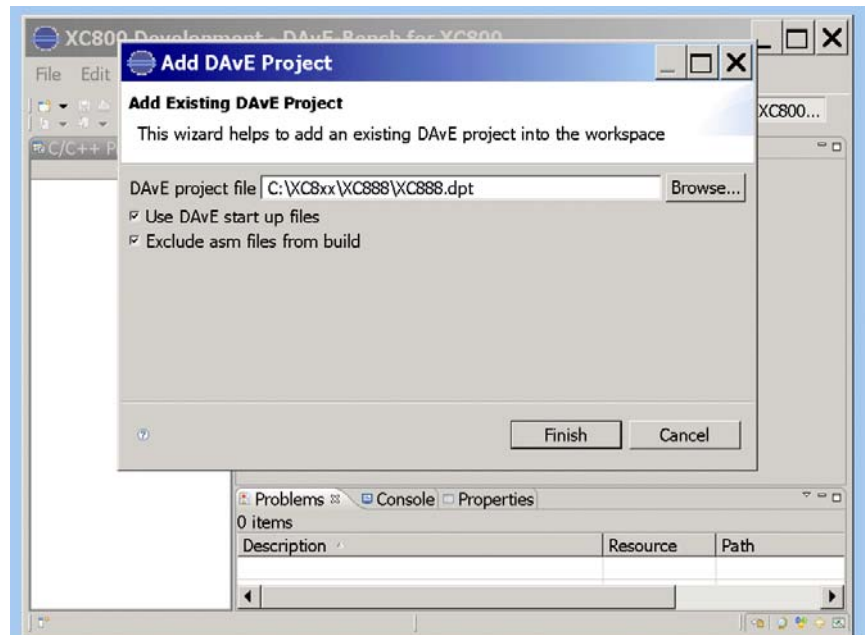 XC800 Development - DAvE-Bench for XC800
File Edit
XC800...
C/C++ P
Add DAvE Project
Add Existing DAvE Project
This wizard helps to add an existing DAvE project into the workspace
DAvE project file C:\XC8xx\XC888\XC888.dpt Browse...
Use DAvE start up files
Exclude asm files from build
Finish Cancel
Problems Console Properties
0 items
Description Resource Path